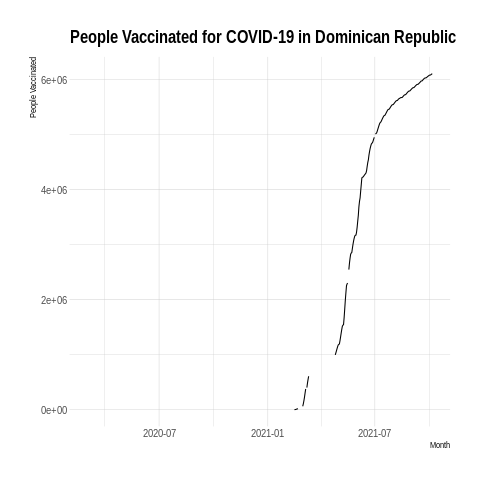 People Vaccinated for COVID-19 in Dominican Republic
People Vaccinated
6e+06
4e+06
2e+06
0e+00
2020-07
2021-01
2021-07
Month